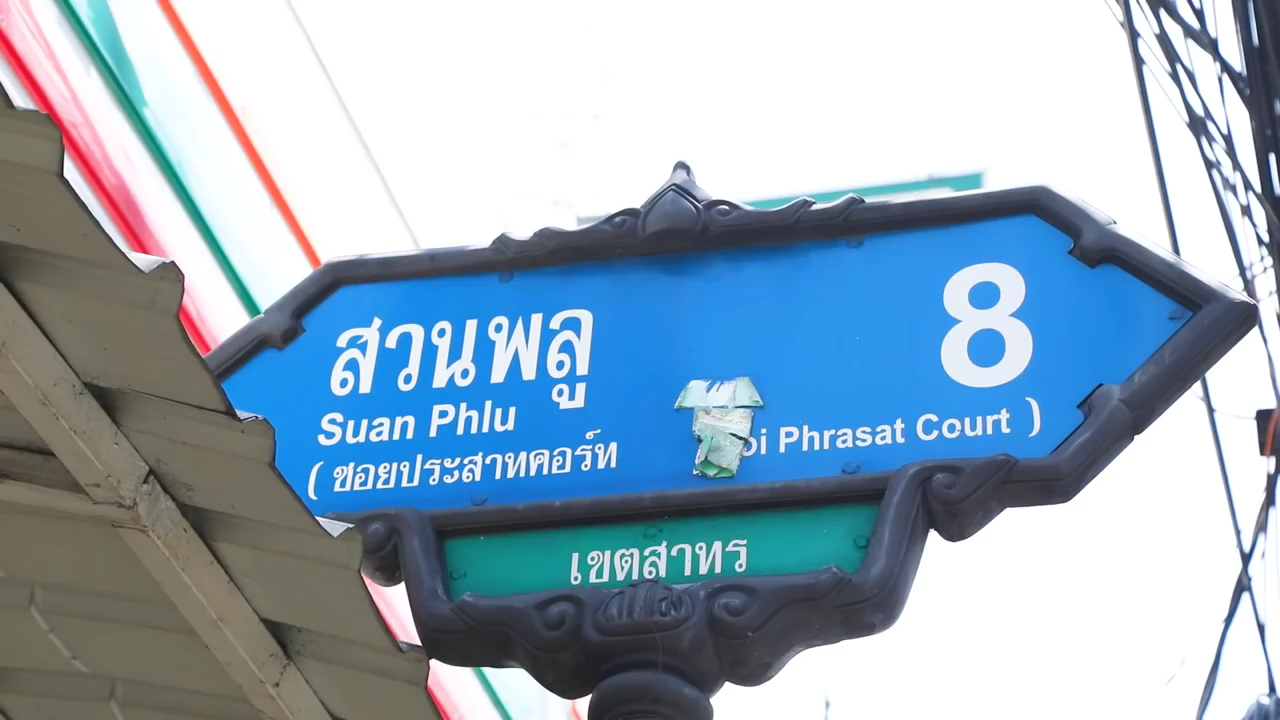 สวนพลู 8
Suan Phlu
( ซอยประสาทคอร์ท Phrasat Court )
เขตสาทร